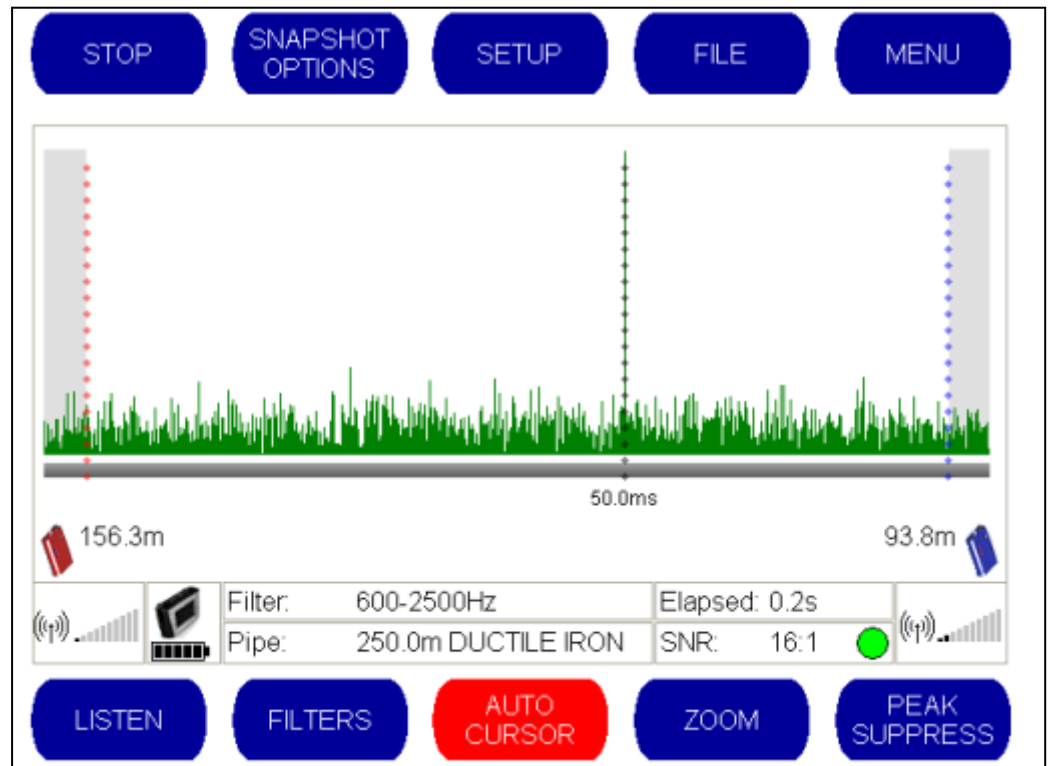 STOP
SNAPSHOT
OPTIONS
SETUP
FILE
MENU
50.0ms
156.3m
93.8m
Filter: 600-2500Hz
Elapsed: 0.2s
Pipe: 250.0m DUCTILE IRON
SNR: 16:1
LISTEN
FILTERS
AUTO
CURSOR
ZOOM
PEAK
SUPPRESS